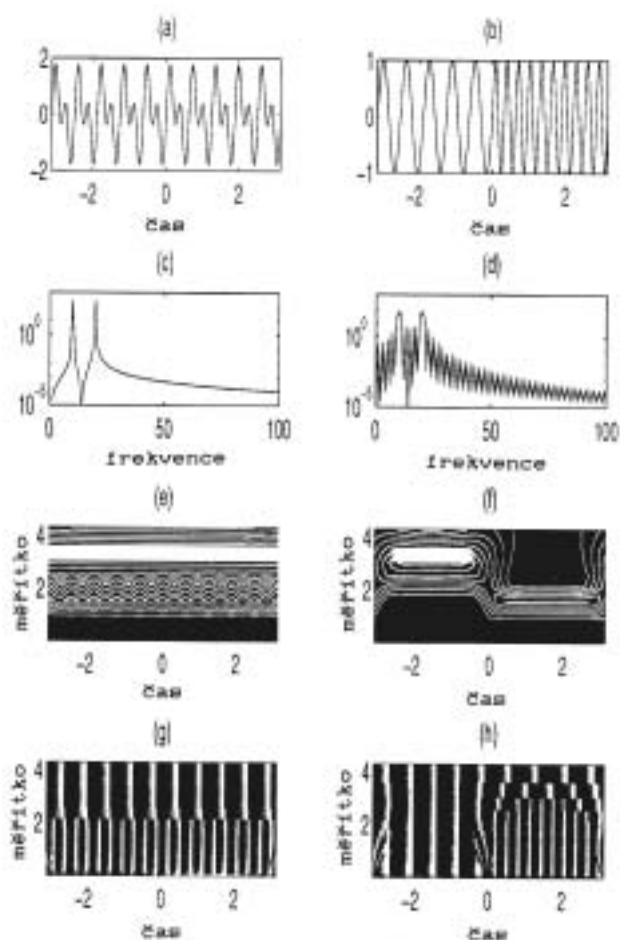 (a) (b)
2 1
0 0
-2 -1
-2 0 2 -2 0 2
čas čas
(c) (d)
10⁰ 10⁰
10⁻⁵ 10⁻⁵
0 50 100 0 50 100
frekvence frekvence
(e) (f)
4 4
měřítko měřítko
2 2
-2 0 2 -2 0 2
čas čas
(g) (h)
4 4
měřítko měřítko
2 2
-2 0 2 -2 0 2
čas čas